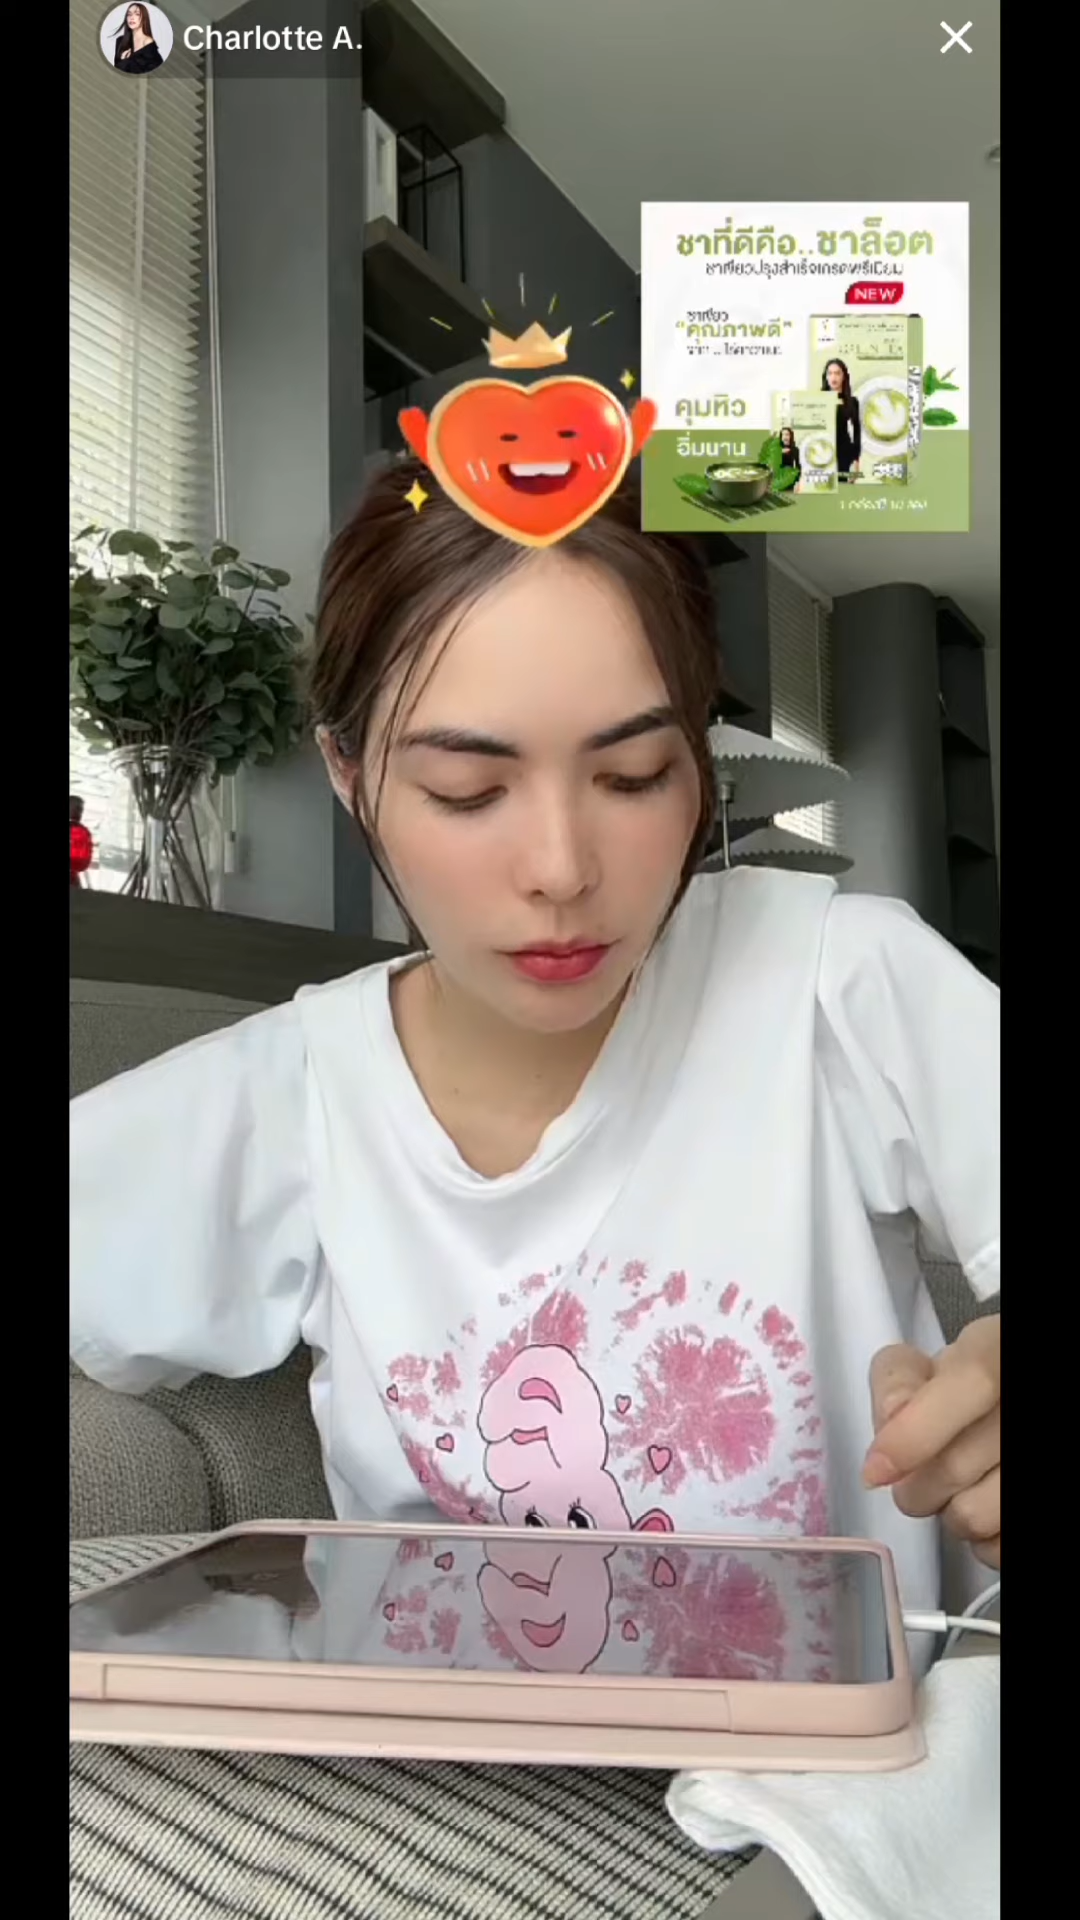 Charlotte A.
ชาที่ดีคือ..ชาล็อต
ชาเขียวปรุงสำเร็จเกรดพรีเมียม
NEW
ชาเขียว
“คุณภาพดี”
คุมหิว
อิ่มนาน